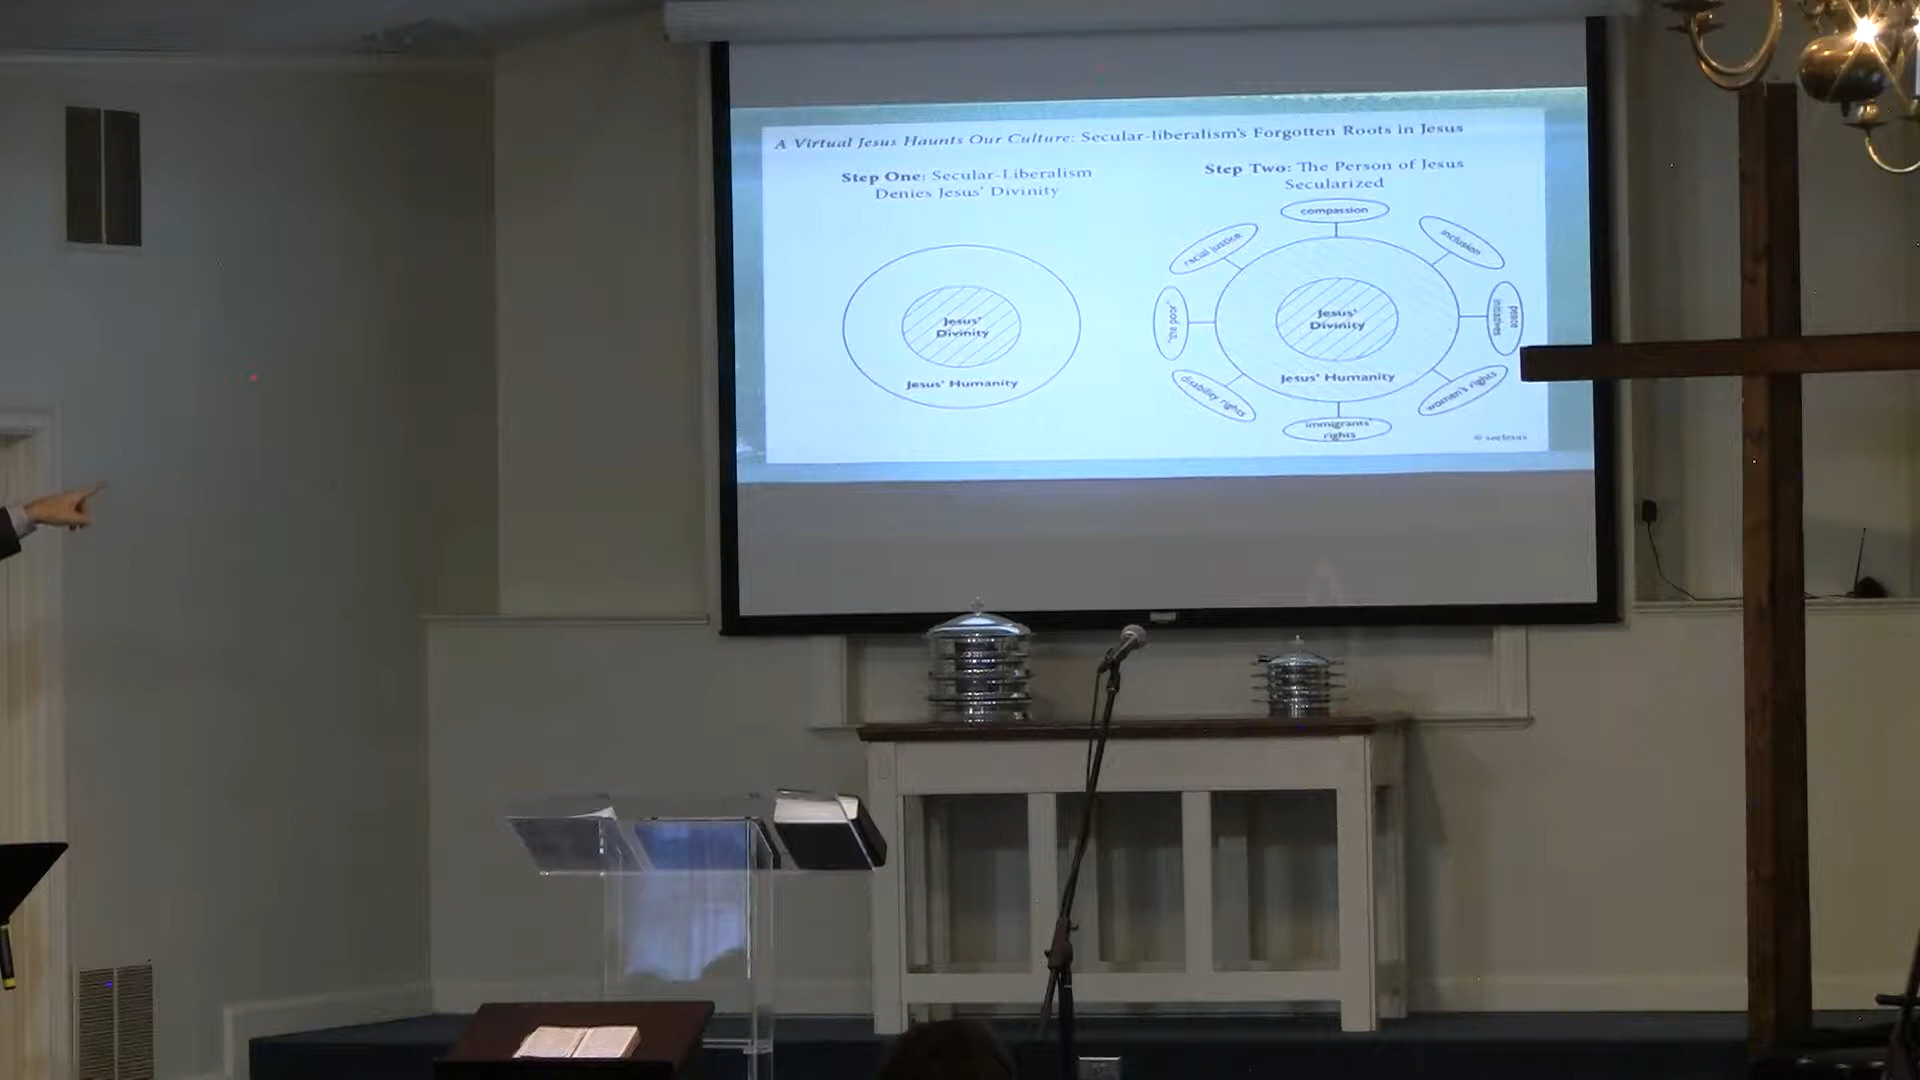 A Virtual Jesus Haunts Our Culture: Secular-liberalism's Forgotten Roots in Jesus
Step One: Secular-Liberalism
Denies Jesus' Divinity
Jesus'
Divinity
Jesus' Humanity
Step Two: The Person of Jesus
Secularized
compassion
inclusion
peace
initiatives
women's rights
immigrants'
rights
disability rights
"the poor"
racial justice
Jesus'
Divinity
Jesus' Humanity